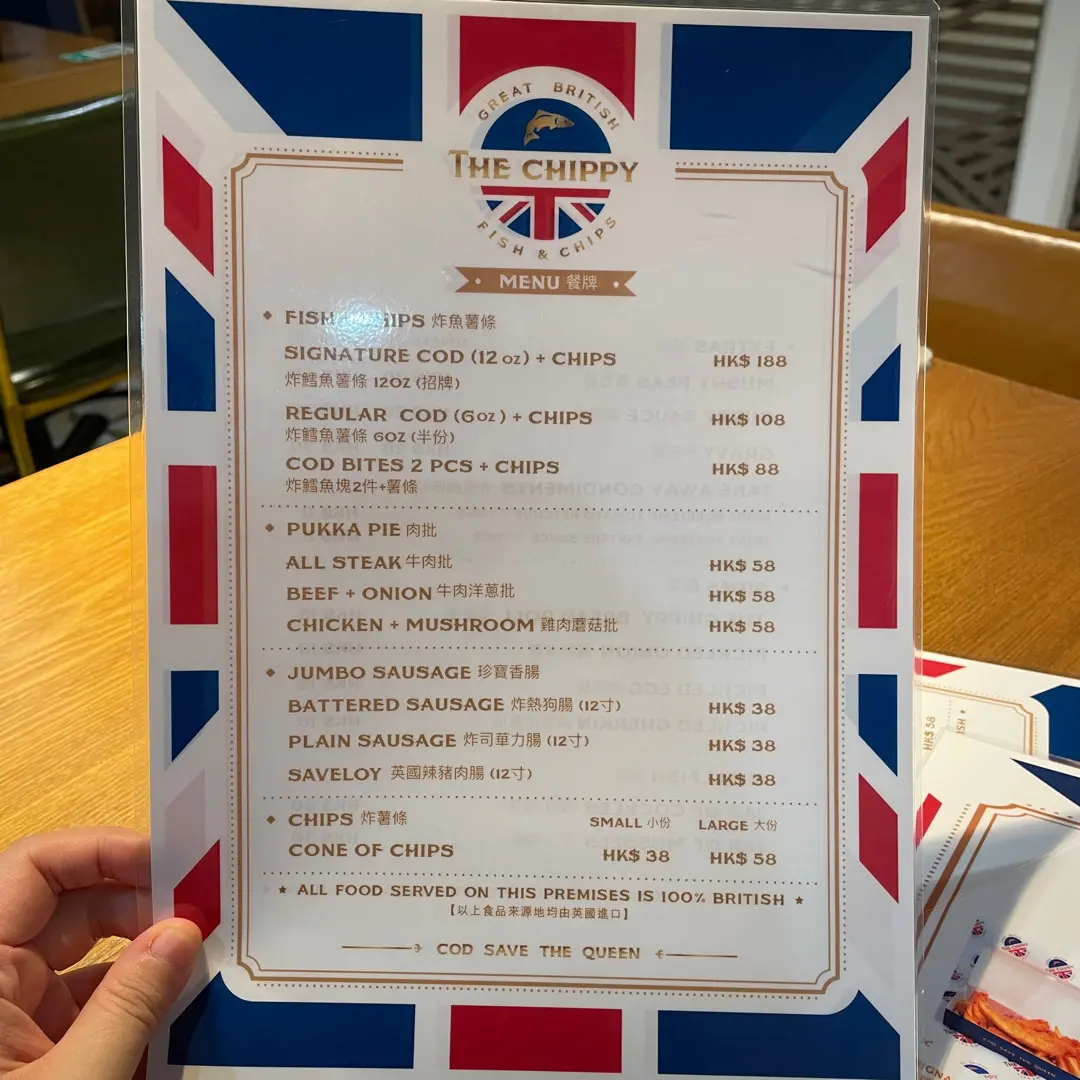 GREAT BRITISH
THE CHIPPY
FISH & CHIPS
MENU 餐牌
FISH CHIPS 炸魚薯條
SIGNATURE COD (12 OZ) + CHIPS HK$ 188
炸鱈魚薯條 12OZ (招牌)
REGULAR COD (6OZ) + CHIPS HK$ 108
炸鱈魚薯條 6OZ (半份)
COD BITES 2 PCS + CHIPS HK$ 88
炸鱈魚塊2件+薯條
PUKKA PIE 肉批
ALL STEAK 牛肉批 HK$ 58
BEEF + ONION 牛肉洋蔥批 HK$ 58
CHICKEN + MUSHROOM 雞肉蘑菇批 HK$ 58
JUMBO SAUSAGE 珍寶香腸
BATTERED SAUSAGE 炸熱狗腸 (12寸) HK$ 38
PLAIN SAUSAGE 炸司華力腸 (12寸) HK$ 38
SAVELOY 英國辣豬肉腸 (12寸) HK$ 38
CHIPS 炸薯條 SMALL 小份 LARGE 大份
CONE OF CHIPS HK$ 38 HK$ 58
★ ALL FOOD SERVED ON THIS PREMISES IS 100% BRITISH ★
【以上食品來源地均由英國進口】
COD SAVE THE QUEEN
HK$ 58